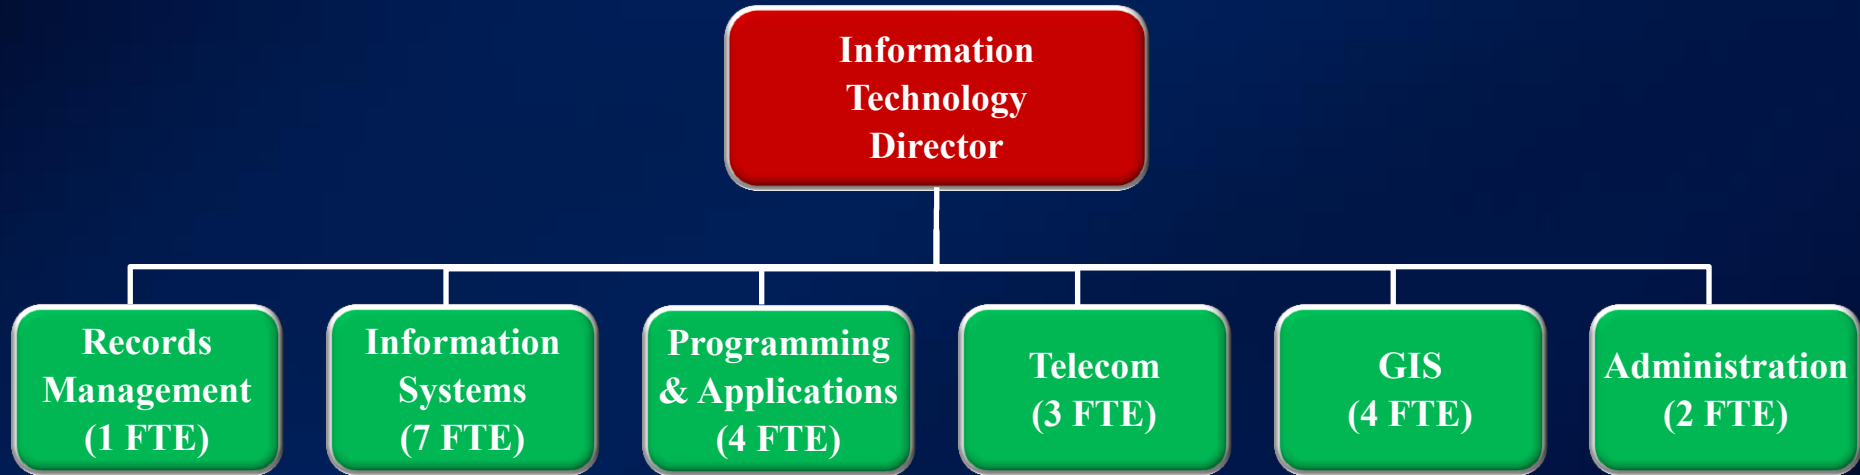 Information
Technology
Director
Records
Management
(1 FTE)
Information
Systems
(7 FTE)
Programming
& Applications
(4 FTE)
Telecom
(3 FTE)
GIS
(4 FTE)
Administration
(2 FTE)